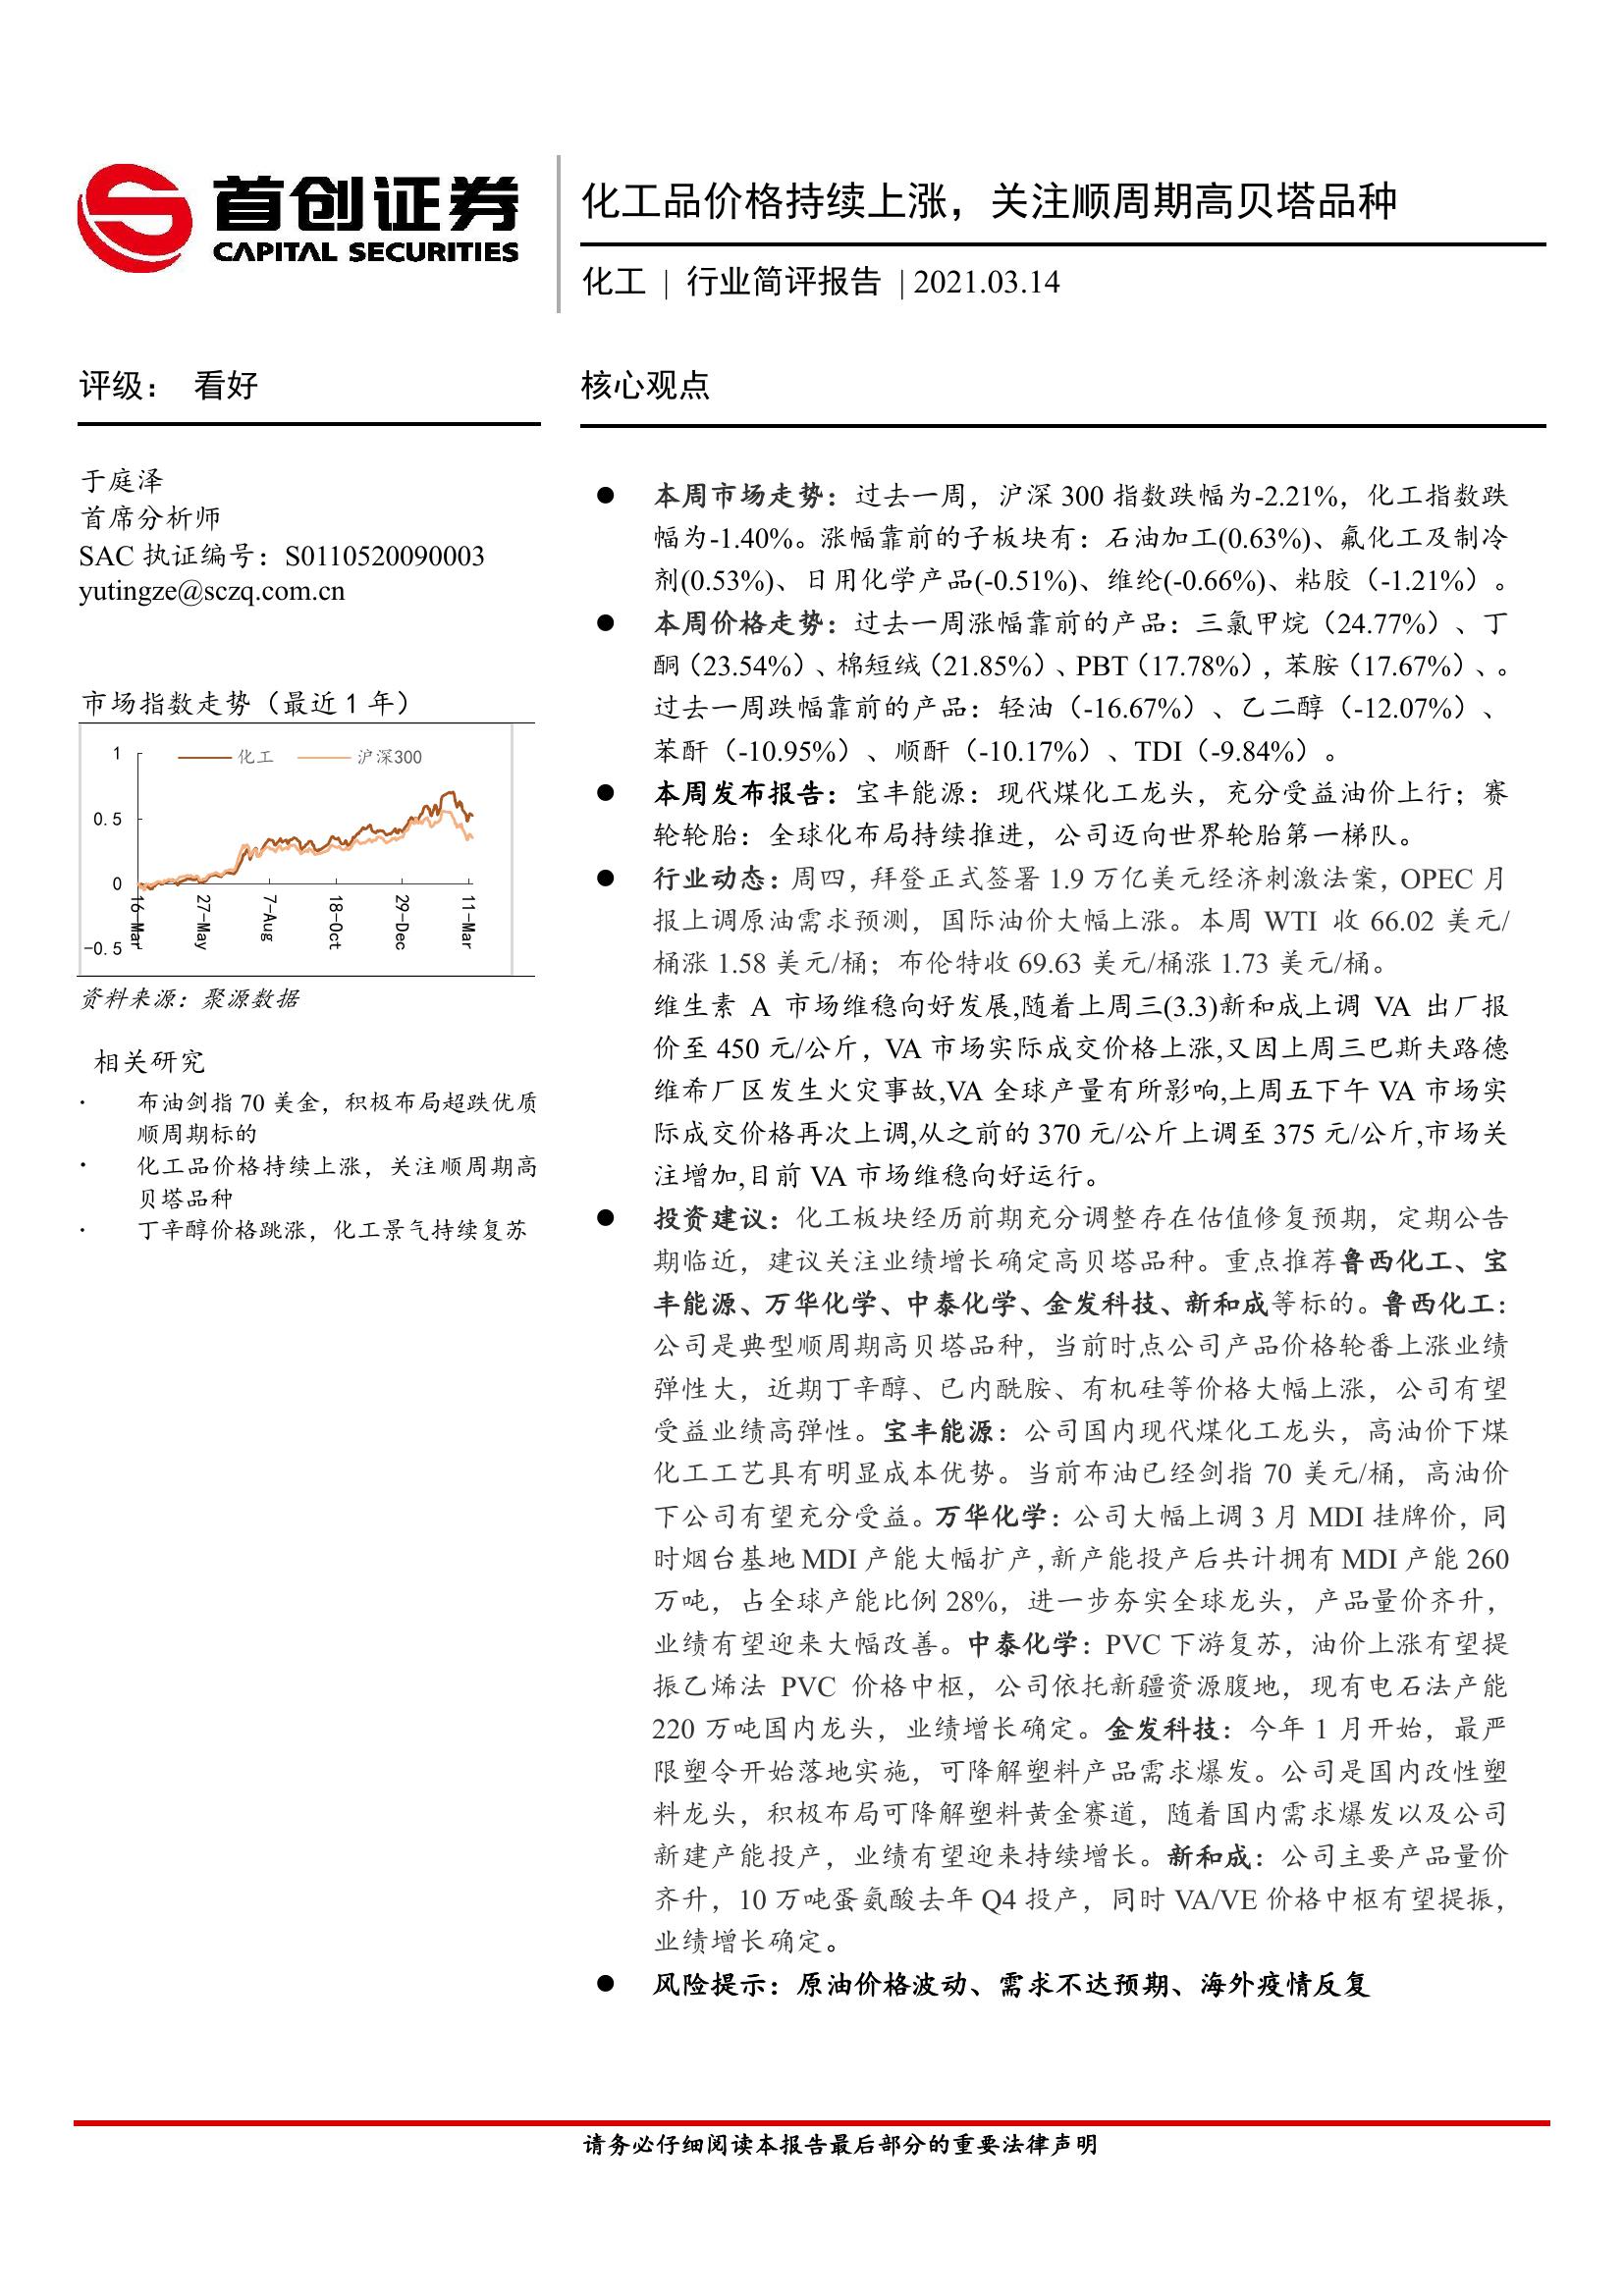 首创证券
CAPITAL SECURITIES
化工品价格持续上涨，关注顺周期高贝塔品种
化工 | 行业简评报告 | 2021.03.14
评级： 看好
于庭泽
首席分析师
SAC 执证编号：S0110520090003
yutingze@sczq.com.cn
市场指数走势（最近 1 年）
化工 沪深300
1
0.5
0
-0.5
16-Mar
27-May
7-Aug
18-Oct
29-Dec
11-Mar
资料来源：聚源数据
相关研究
· 布油剑指 70 美金，积极布局超跌优质
顺周期标的
· 化工品价格持续上涨，关注顺周期高
贝塔品种
· 丁辛醇价格跳涨，化工景气持续复苏
核心观点
● 本周市场走势：过去一周，沪深 300 指数跌幅为-2.21%，化工指数跌
幅为-1.40%。涨幅靠前的子板块有：石油加工(0.63%)、氟化工及制冷
剂(0.53%)、日用化学产品(-0.51%)、维纶(-0.66%)、粘胶（-1.21%）。
● 本周价格走势：过去一周涨幅靠前的产品：三氯甲烷（24.77%）、丁
酮（23.54%）、棉短绒（21.85%）、PBT（17.78%），苯胺（17.67%）、。
过去一周跌幅靠前的产品：轻油（-16.67%）、乙二醇（-12.07%）、
苯酐（-10.95%）、顺酐（-10.17%）、TDI（-9.84%）。
● 本周发布报告：宝丰能源：现代煤化工龙头，充分受益油价上行；赛
轮轮胎：全球化布局持续推进，公司迈向世界轮胎第一梯队。
● 行业动态：周四，拜登正式签署 1.9 万亿美元经济刺激法案，OPEC 月
报上调原油需求预测，国际油价大幅上涨。本周 WTI 收 66.02 美元/
桶涨 1.58 美元/桶；布伦特收 69.63 美元/桶涨 1.73 美元/桶。
维生素 A 市场维稳向好发展,随着上周三(3.3)新和成上调 VA 出厂报
价至 450 元/公斤，VA 市场实际成交价格上涨,又因上周三巴斯夫路德
维希厂区发生火灾事故,VA 全球产量有所影响,上周五下午 VA 市场实
际成交价格再次上调,从之前的 370 元/公斤上调至 375 元/公斤,市场关
注增加,目前 VA 市场维稳向好运行。
● 投资建议：化工板块经历前期充分调整存在估值修复预期，定期公告
期临近，建议关注业绩增长确定高贝塔品种。重点推荐鲁西化工、宝
丰能源、万华化学、中泰化学、金发科技、新和成等标的。鲁西化工：
公司是典型顺周期高贝塔品种，当前时点公司产品价格轮番上涨业绩
弹性大，近期丁辛醇、己内酰胺、有机硅等价格大幅上涨，公司有望
受益业绩高弹性。宝丰能源：公司国内现代煤化工龙头，高油价下煤
化工工艺具有明显成本优势。当前布油已经剑指 70 美元/桶，高油价
下公司有望充分受益。万华化学：公司大幅上调 3 月 MDI 挂牌价，同
时烟台基地 MDI 产能大幅扩产,新产能投产后共计拥有 MDI 产能 260
万吨，占全球产能比例 28%，进一步夯实全球龙头，产品量价齐升，
业绩有望迎来大幅改善。中泰化学：PVC 下游复苏，油价上涨有望提
振乙烯法 PVC 价格中枢，公司依托新疆资源腹地，现有电石法产能
220 万吨国内龙头，业绩增长确定。金发科技：今年 1 月开始，最严
限塑令开始落地实施，可降解塑料产品需求爆发。公司是国内改性塑
料龙头，积极布局可降解塑料黄金赛道，随着国内需求爆发以及公司
新建产能投产，业绩有望迎来持续增长。新和成：公司主要产品量价
齐升，10 万吨蛋氨酸去年 Q4 投产，同时 VA/VE 价格中枢有望提振，
业绩增长确定。
● 风险提示：原油价格波动、需求不达预期、海外疫情反复
请务必仔细阅读本报告最后部分的重要法律声明